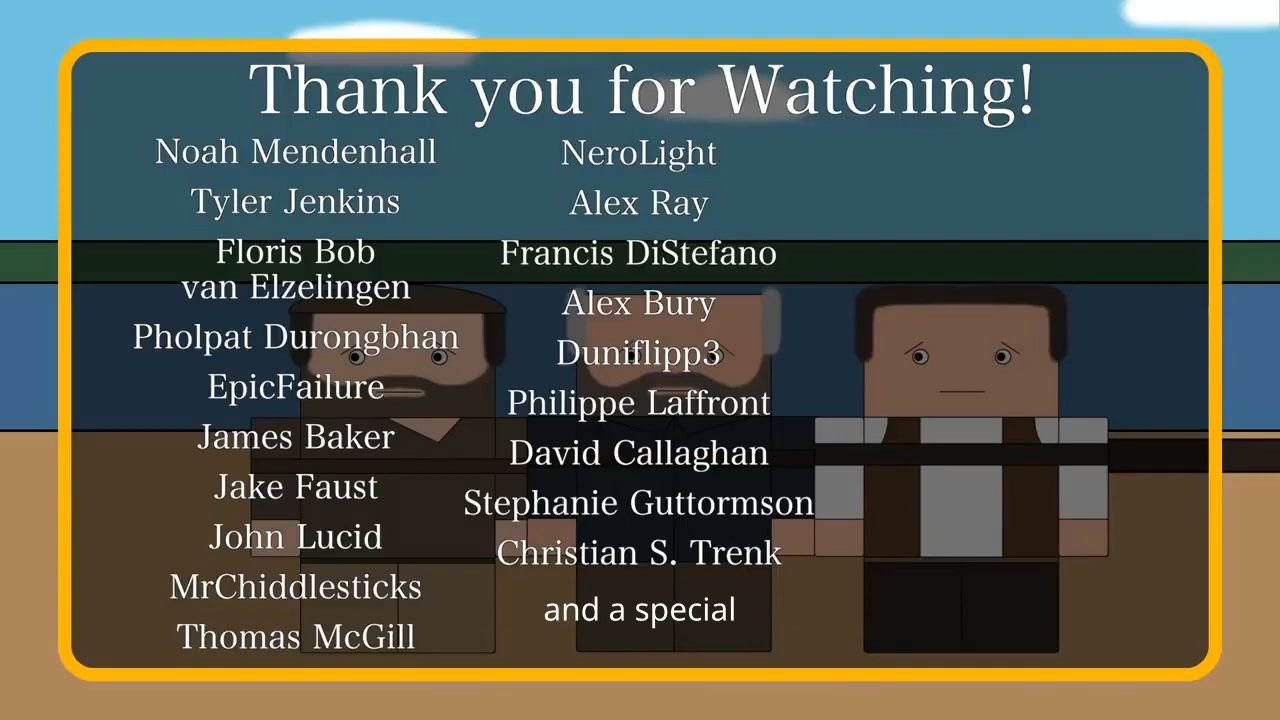 Thank you for Watching!
Noah Mendenhall
Tyler Jenkins
Floris Bob
van Elzelingen
Pholpat Durongbhan
EpicFailure
James Baker
Jake Faust
John Lucid
MrChiddlesticks
Thomas McGill
NeroLight
Alex Ray
Francis DiStefano
Alex Bury
Duniflipp3
Philippe Laffront
David Callaghan
Stephanie Guttormson
Christian S. Trenk
and a special